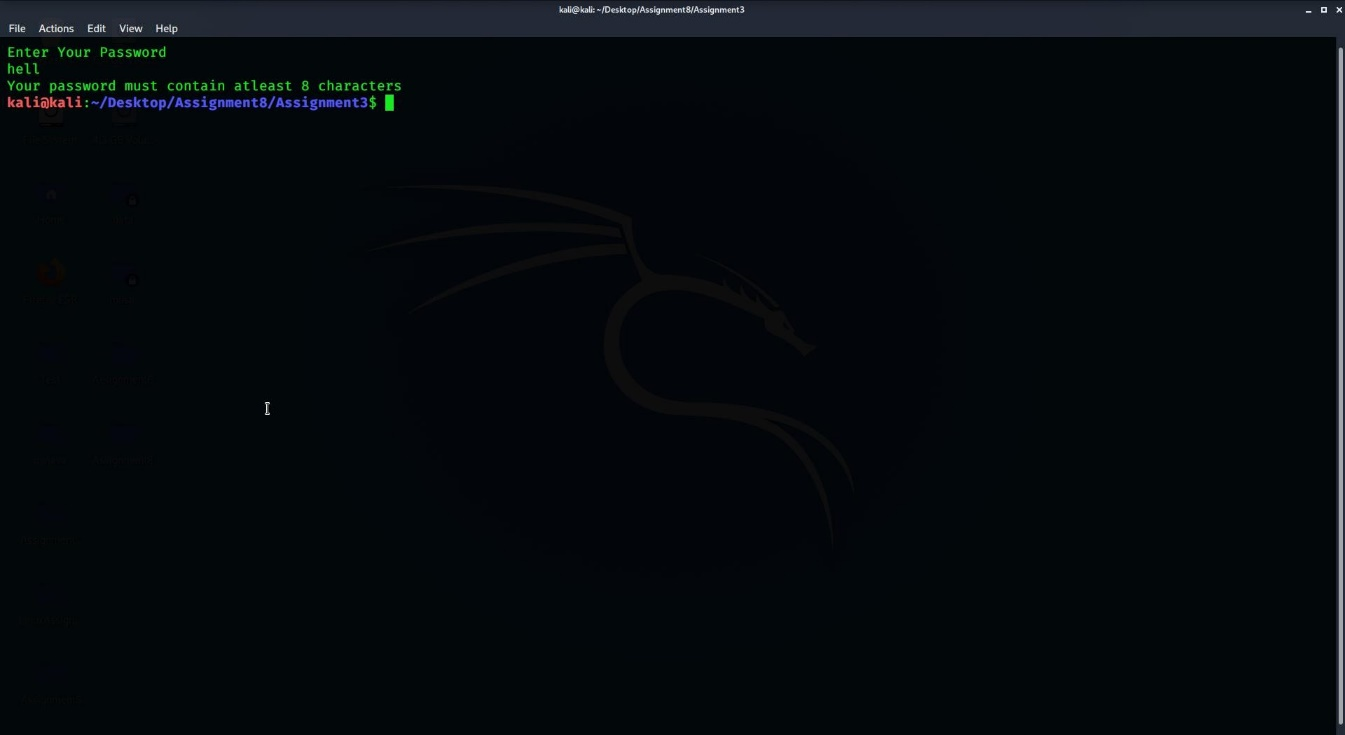 kali@kali: ~/Desktop/Assignment8/Assignment3
File Actions Edit View Help
Enter Your Password
hell
Your password must contain atleast 8 characters
kali@kali:~/Desktop/Assignment8/Assignment3$